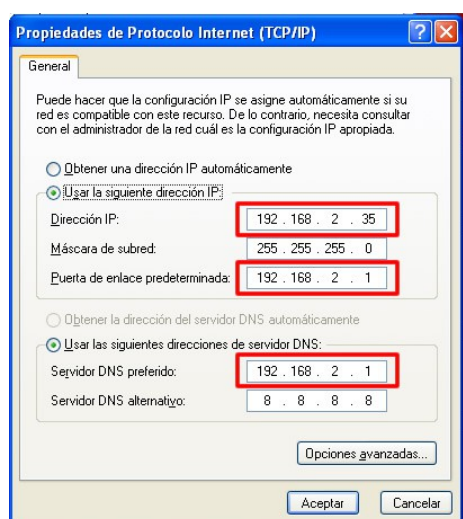 Propiedades de Protocolo Internet (TCP/IP)
General
Puede hacer que la configuración IP se asigne automáticamente si su
red es compatible con este recurso. De lo contrario, necesita consultar
con el administrador de la red cuál es la configuración IP apropiada.
Obtener una dirección IP automáticamente
Usar la siguiente dirección IP:
Dirección IP: 192 . 168 . 2 . 35
Máscara de subred: 255 . 255 . 255 . 0
Puerta de enlace predeterminada: 192 . 168 . 2 . 1
Obtener la dirección del servidor DNS automáticamente
Usar las siguientes direcciones de servidor DNS:
Servidor DNS preferido: 192 . 168 . 2 . 1
Servidor DNS alternativo: 8 . 8 . 8 . 8
Opciones avanzadas...
Aceptar Cancelar